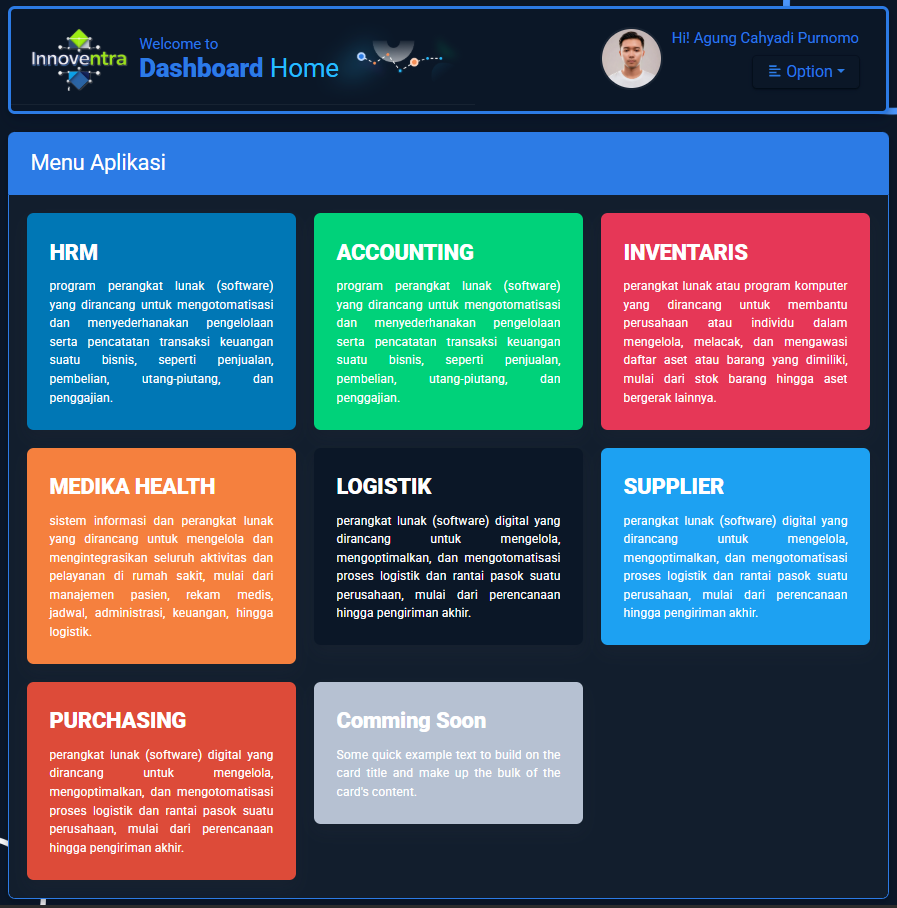 Innoventra
Welcome to
Dashboard Home
Hi! Agung Cahyadi Purnomo
Option
Menu Aplikasi
HRM
program perangkat lunak (software)
yang dirancang untuk mengotomatisasi
dan menyederhanakan pengelolaan
serta pencatatan transaksi keuangan
suatu bisnis, seperti penjualan,
pembelian, utang-piutang, dan
penggajian.
ACCOUNTING
program perangkat lunak (software)
yang dirancang untuk mengotomatisasi
dan menyederhanakan pengelolaan
serta pencatatan transaksi keuangan
suatu bisnis, seperti penjualan,
pembelian, utang-piutang, dan
penggajian.
INVENTARIS
perangkat lunak atau program komputer
yang dirancang untuk membantu
perusahaan atau individu dalam
mengelola, melacak, dan mengawasi
daftar aset atau barang yang dimiliki,
mulai dari stok barang hingga aset
bergerak lainnya.
MEDIKA HEALTH
sistem informasi dan perangkat lunak
yang dirancang untuk mengelola dan
mengintegrasikan seluruh aktivitas dan
pelayanan di rumah sakit, mulai dari
manajemen pasien, rekam medis,
jadwal, administrasi, keuangan, hingga
logistik.
LOGISTIK
perangkat lunak (software) digital yang
dirancang untuk mengelola,
mengoptimalkan, dan mengotomatisasi
proses logistik dan rantai pasok suatu
perusahaan, mulai dari perencanaan
hingga pengiriman akhir.
SUPPLIER
perangkat lunak (software) digital yang
dirancang untuk mengelola,
mengoptimalkan, dan mengotomatisasi
proses logistik dan rantai pasok suatu
perusahaan, mulai dari perencanaan
hingga pengiriman akhir.
PURCHASING
perangkat lunak (software) digital yang
dirancang untuk mengelola,
mengoptimalkan, dan mengotomatisasi
proses logistik dan rantai pasok suatu
perusahaan, mulai dari perencanaan
hingga pengiriman akhir.
Comming Soon
Some quick example text to build on the
card title and make up the bulk of the
card's content.